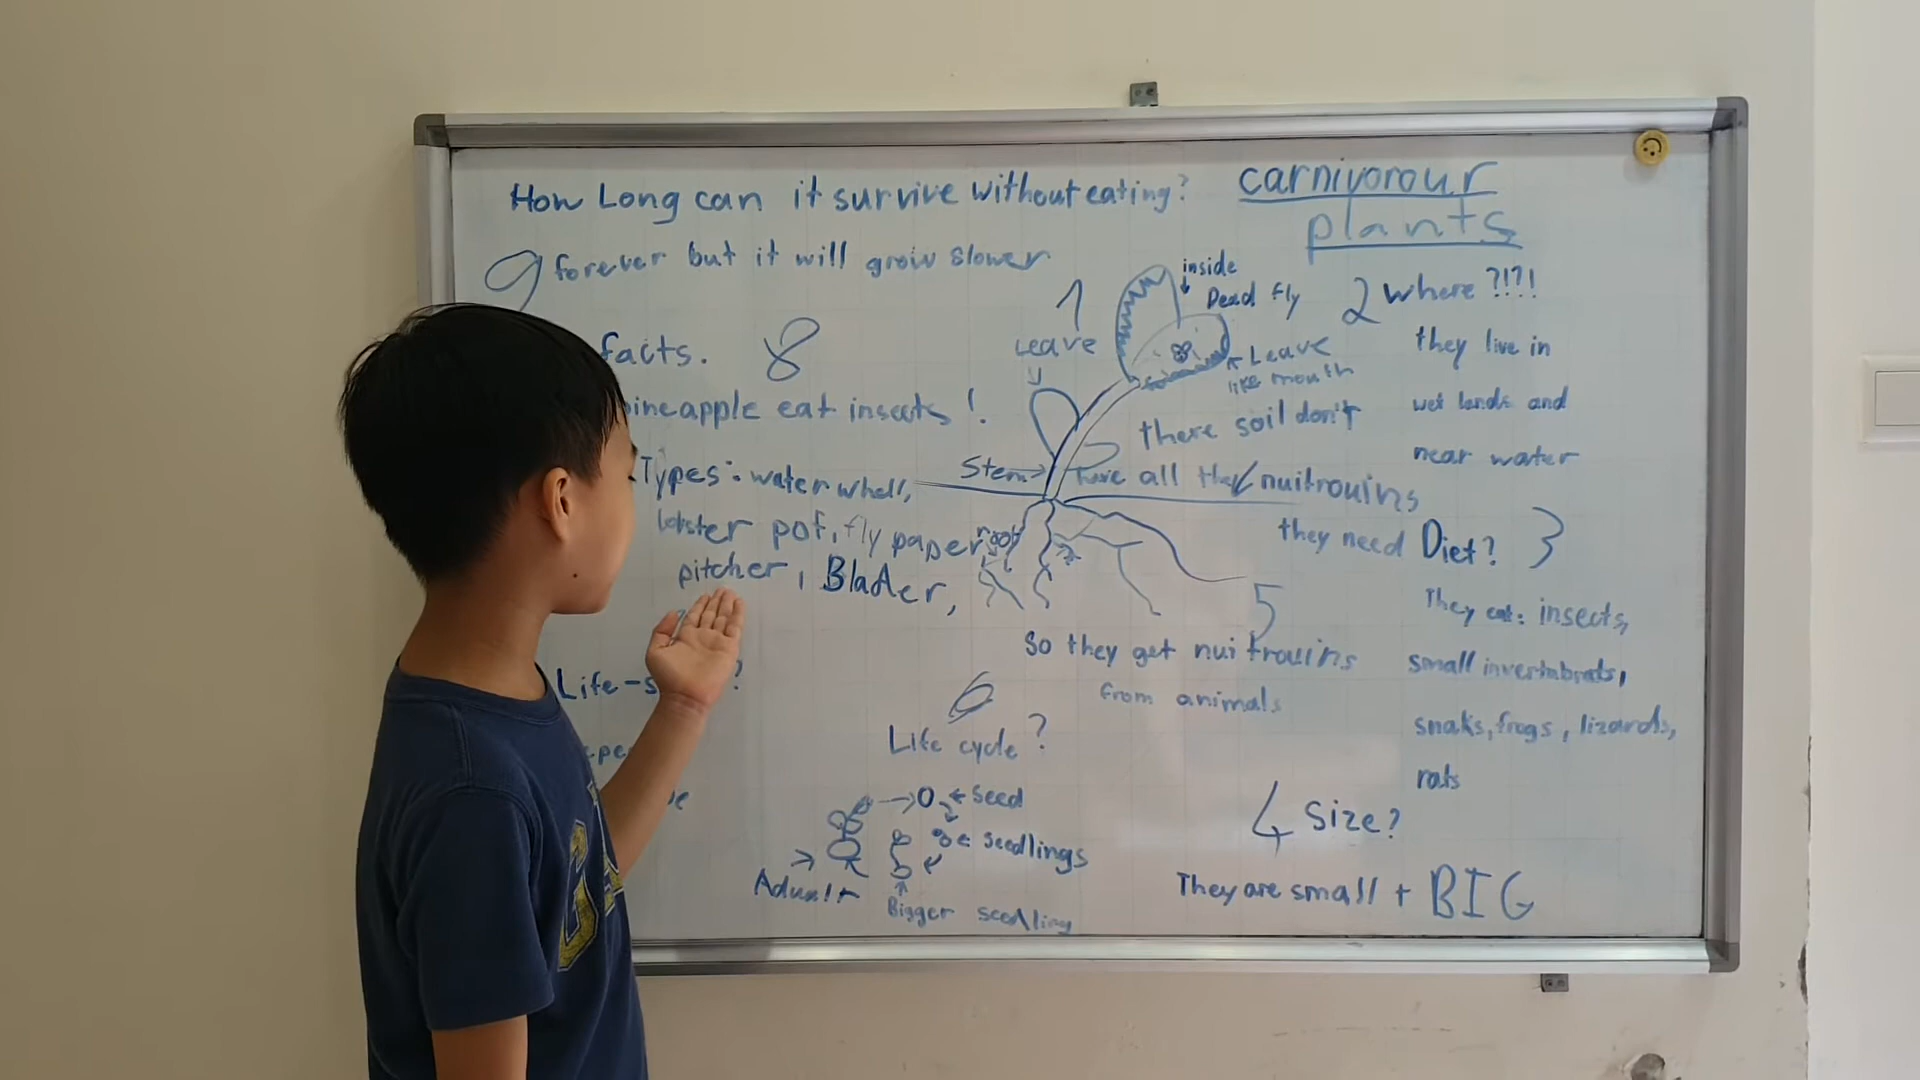 How Long can it survive without eating?
carnivorour
plants
9 forever but it will grow slower
1
inside
Dead fly
2 where ?!?!
facts. 8
Leave
Leave
like mouth
they live in
pineapple eat insects !
there soil don't
wet lands and
Types: water whell,
Stem
have all the nuitrouins
near water
lobster pot, fly paper,
root
they need
Diet? 3
pitcher, Bladder,
5
They eat: insects,
So they get nuitrouins
from animals
small invertabrats,
Life-s ?
6
Life cycle?
snaks, frogs, lizards,
rats
seed
4 Size?
seedlings
Adualt
Bigger seedling
They are small + BIG